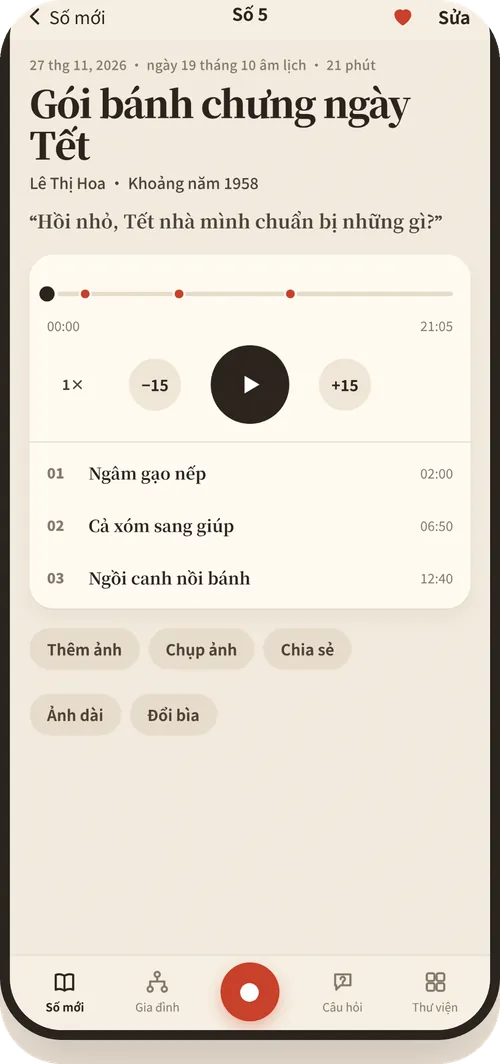 Số mới
Số 5
Sửa
27 thg 11, 2026 • ngày 19 tháng 10 âm lịch • 21 phút
Gói bánh chưng ngày
Tết
Lê Thị Hoa • Khoảng năm 1958
“Hồi nhỏ, Tết nhà mình chuẩn bị những gì?”
00:00
21:05
1×
−15
+15
01 Ngâm gạo nếp 02:00
02 Cả xóm sang giúp 06:50
03 Ngồi canh nồi bánh 12:40
Thêm ảnh
Chụp ảnh
Chia sẻ
Ảnh dài
Đổi bìa
Số mới
Gia đình
Câu hỏi
Thư viện